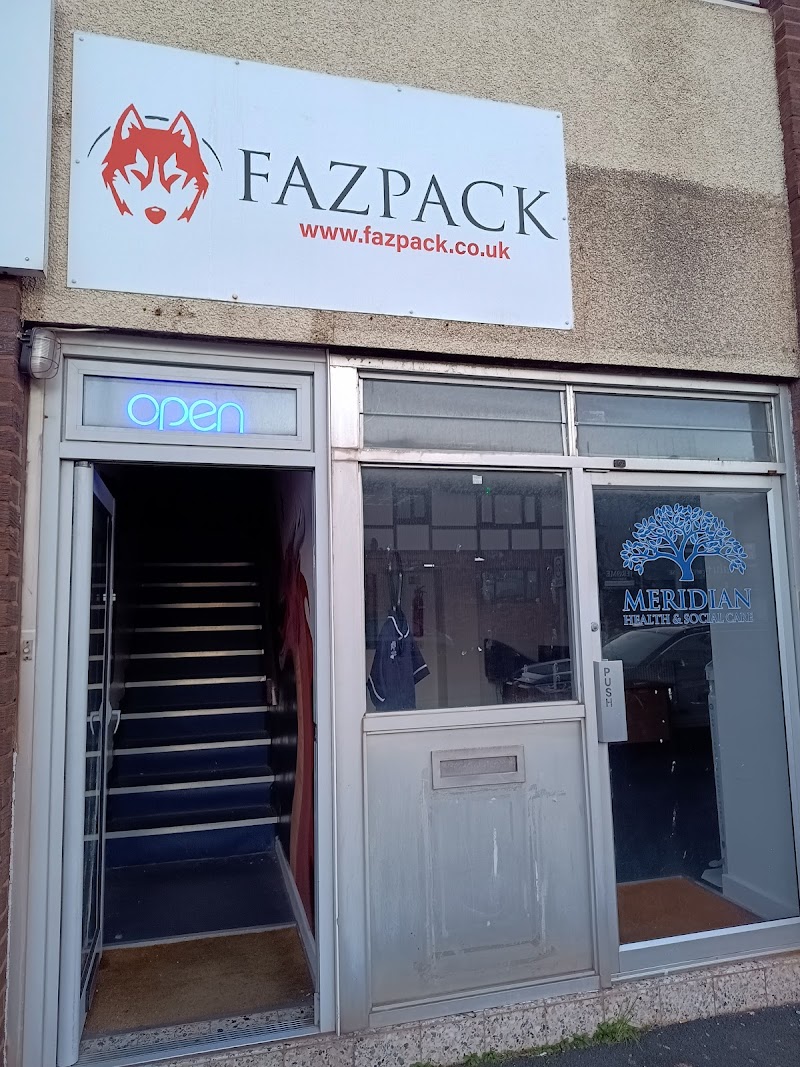 FAZPACK
www.fazpack.co.uk
open
MERIDIAN
HEALTH & SOCIAL CARE
PUSH